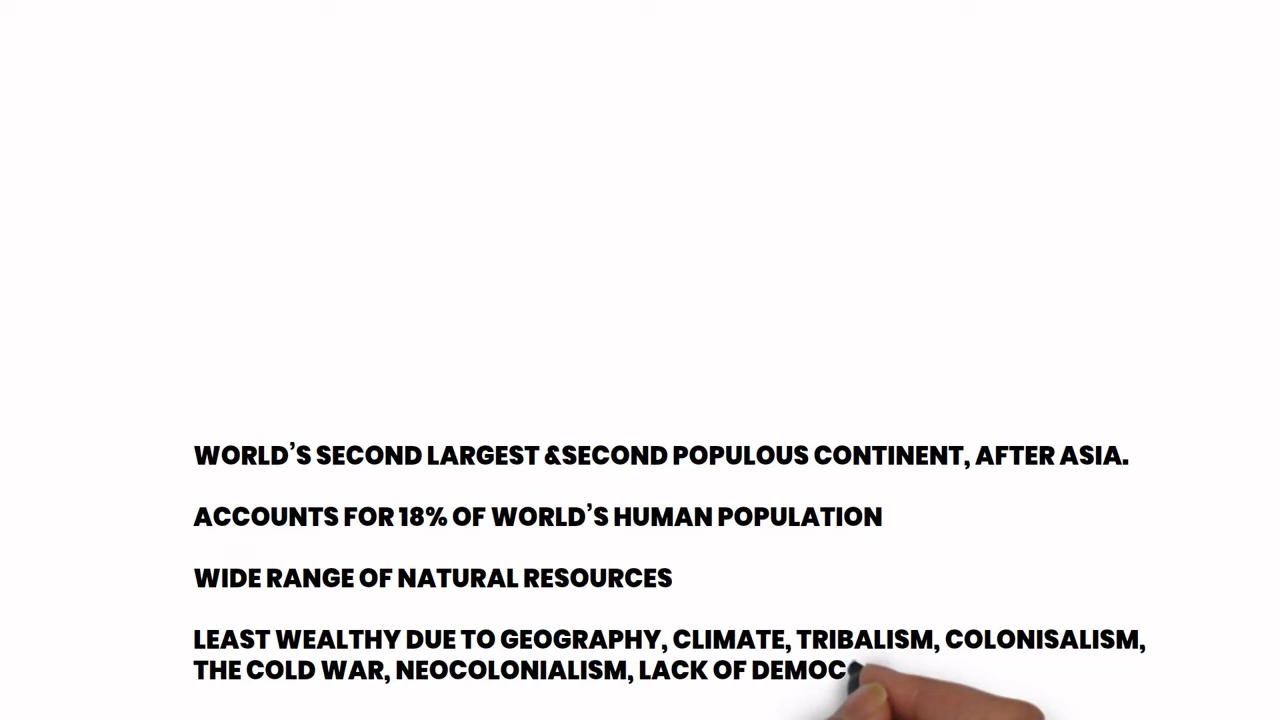 WORLD’S SECOND LARGEST &SECOND POPULOUS CONTINENT, AFTER ASIA.
ACCOUNTS FOR 18% OF WORLD’S HUMAN POPULATION
WIDE RANGE OF NATURAL RESOURCES
LEAST WEALTHY DUE TO GEOGRAPHY, CLIMATE, TRIBALISM, COLONISALISM,
THE COLD WAR, NEOCOLONIALISM, LACK OF DEMOC